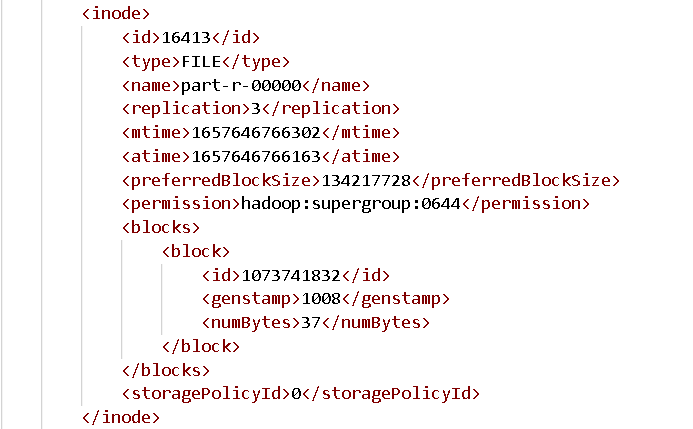 <inode>
<id>16413</id>
<type>FILE</type>
<name>part-r-00000</name>
<replication>3</replication>
<mtime>1657646766302</mtime>
<atime>1657646766163</atime>
<preferredBlockSize>134217728</preferredBlockSize>
<permission>hadoop:supergroup:0644</permission>
<blocks>
<block>
<id>1073741832</id>
<genstamp>1008</genstamp>
<numBytes>37</numBytes>
</block>
</blocks>
<storagePolicyId>0</storagePolicyId>
</inode>